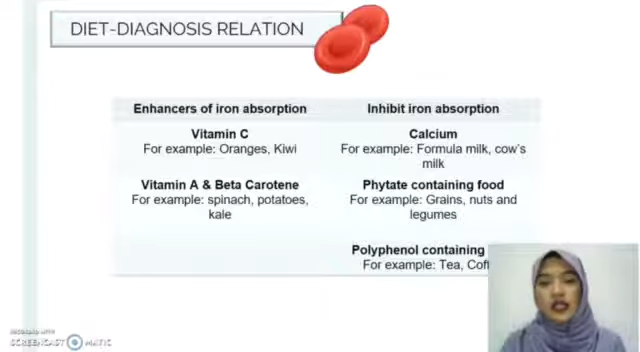 DIET-DIAGNOSIS RELATION
Enhancers of iron absorption
Inhibit iron absorption
Vitamin C
For example: Oranges, Kiwi
Calcium
For example: Formula milk, cow's
milk
Vitamin A & Beta Carotene
For example: spinach, potatoes,
kale
Phytate containing food
For example: Grains, nuts and
legumes
Polyphenol containing
For example: Tea,
RECORDED WITH
SCREENCAST MATIC